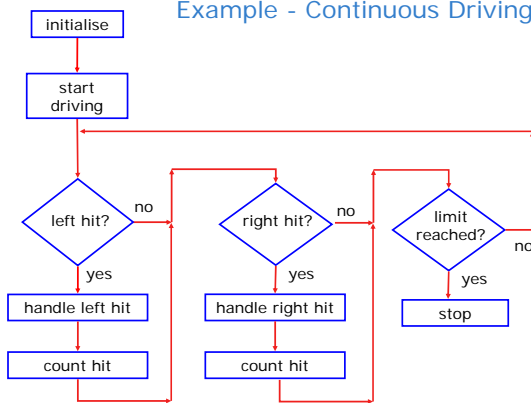 Example - Continuous Driving
initialise
start
driving
left hit?
no
yes
handle left hit
count hit
right hit?
no
yes
handle right hit
count hit
limit
reached?
no
yes
stop